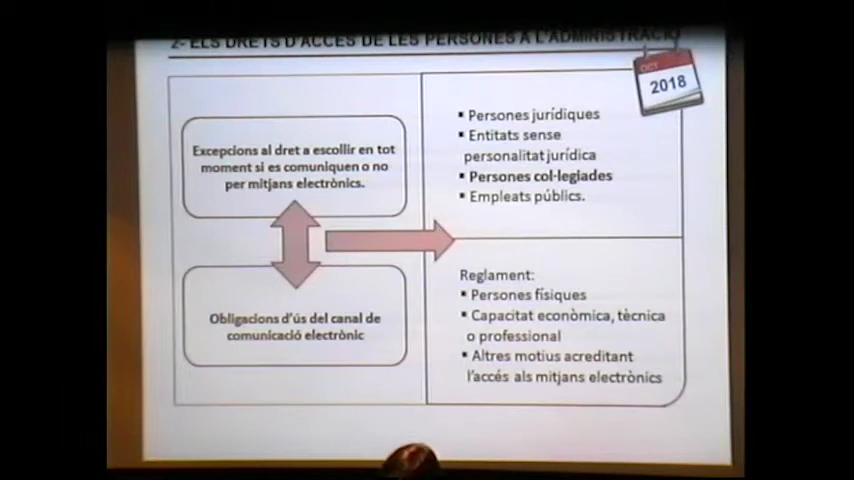 2- ELS DRETS D'ACCÉS DE LES PERSONES A L'ADMINISTRACIÓ
OCT
2018
Excepcions al dret a escollir en tot
moment si es comuniquen o no
per mitjans electrònics.
▪ Persones jurídiques
▪ Entitats sense
personalitat jurídica
▪ Persones col·legiades
▪ Empleats públics.
Obligacions d'ús del canal de
comunicació electrònic
Reglament:
▪ Persones físiques
▪ Capacitat econòmica, tècnica
o professional
▪ Altres motius acreditant
l'accés als mitjans electrònics